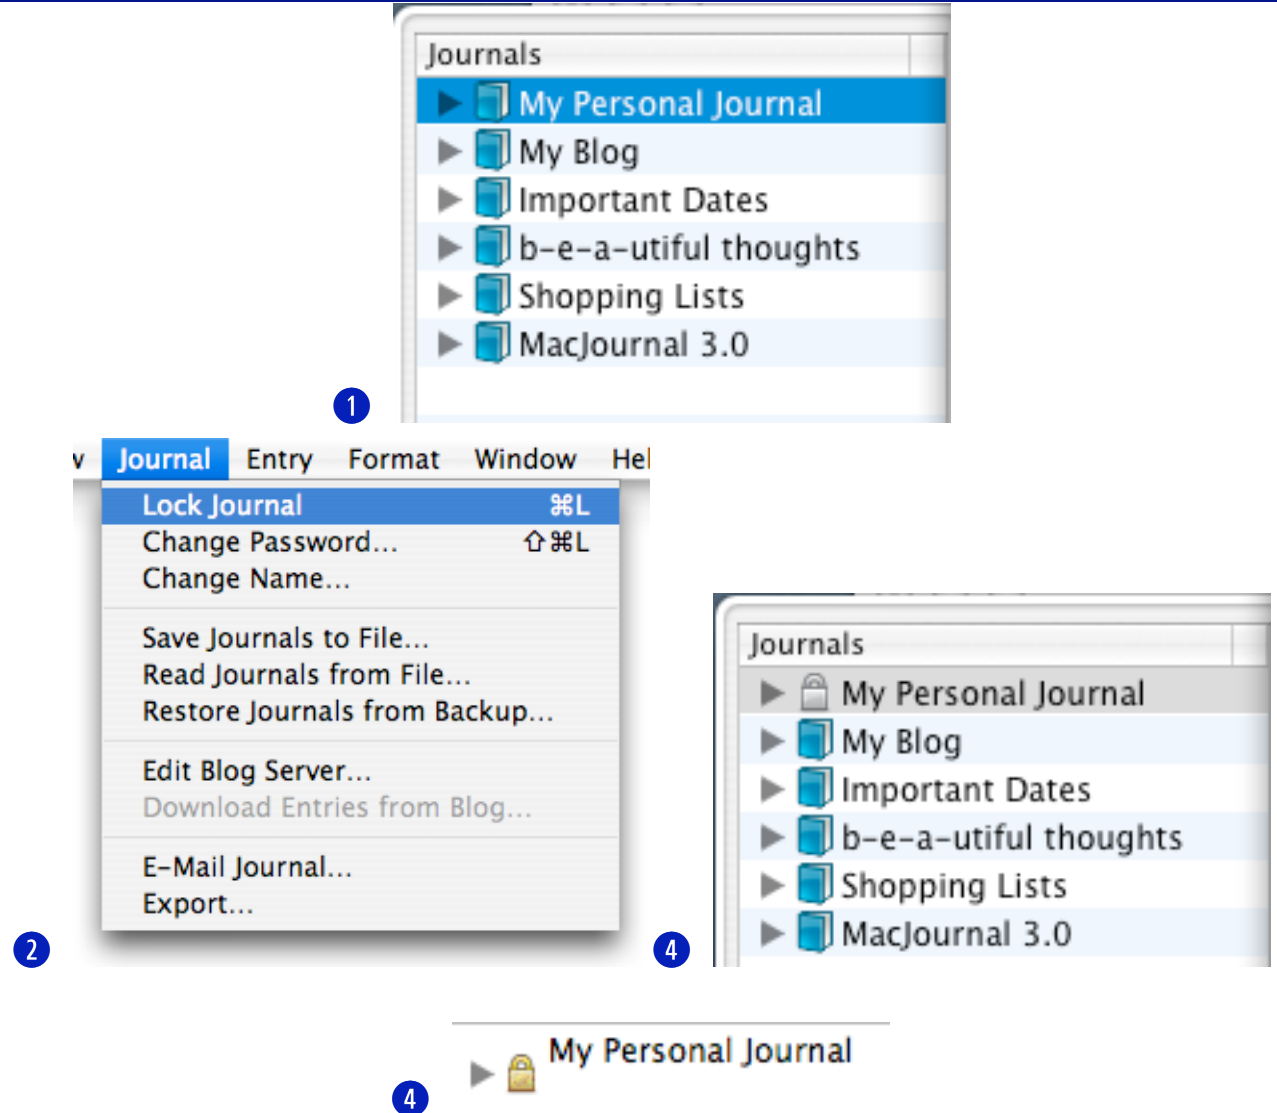 Journals
My Personal Journal
My Blog
Important Dates
b-e-a-utiful thoughts
Shopping Lists
MacJournal 3.0
1
Journal Entry Format Window Hel
Lock Journal ⌘L
Change Password... ⇧⌘L
Change Name...
Save Journals to File...
Read Journals from File...
Restore Journals from Backup...
Edit Blog Server...
Download Entries from Blog...
E-Mail Journal...
Export...
2
Journals
My Personal Journal
My Blog
Important Dates
b-e-a-utiful thoughts
Shopping Lists
MacJournal 3.0
4
My Personal Journal
4